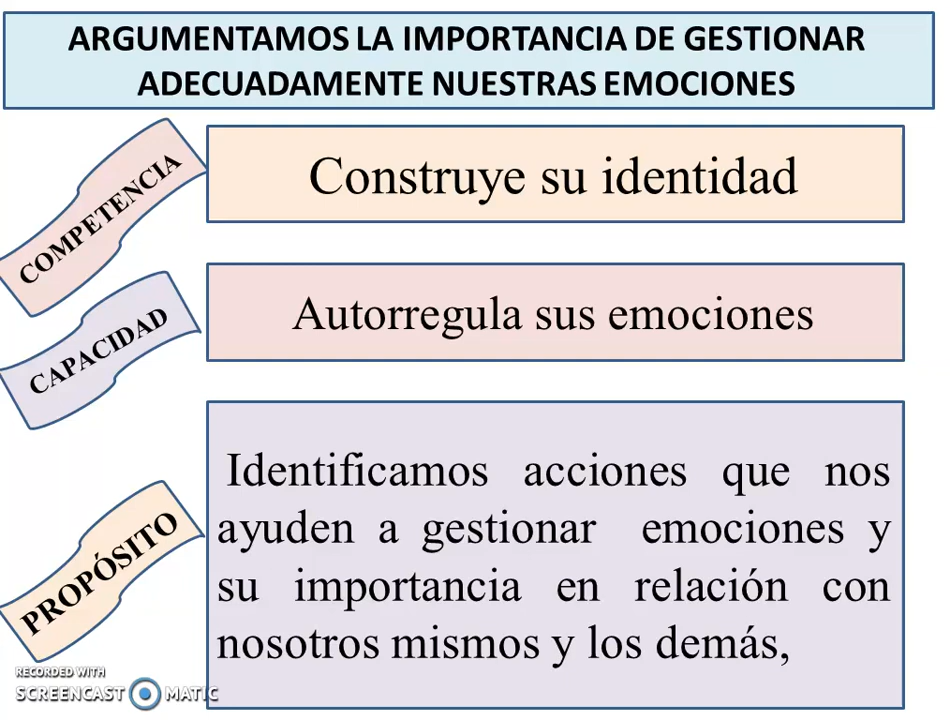 ARGUMENTAMOS LA IMPORTANCIA DE GESTIONAR
ADECUADAMENTE NUESTRAS EMOCIONES
COMPETENCIA
Construye su identidad
CAPACIDAD
Autorregula sus emociones
PROPÓSITO
Identificamos acciones que nos
ayuden a gestionar emociones y
su importancia en relación con
nosotros mismos y los demás,
RECORDED WITH
SCREENCAST MATIC